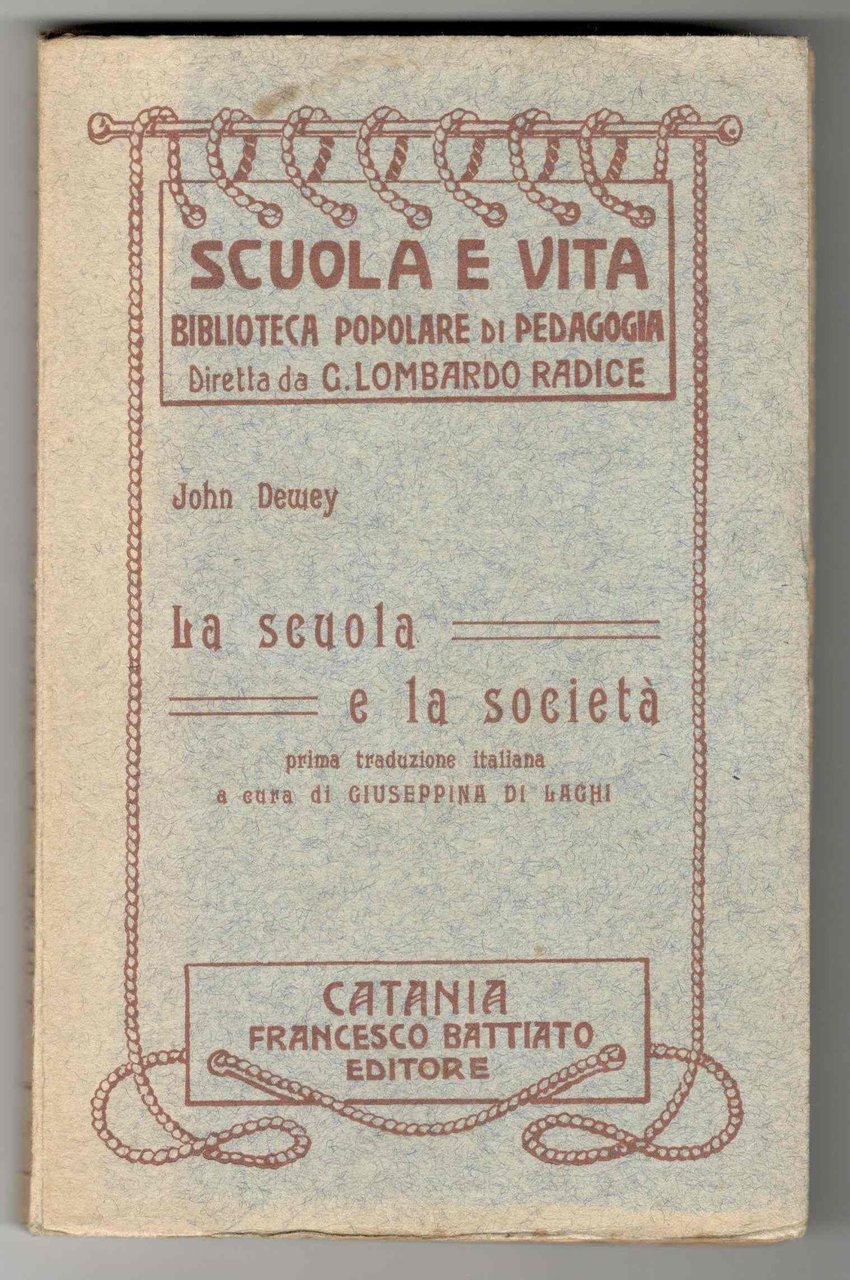 SCUOLA E VITA
BIBLIOTECA POPOLARE DI PEDAGOGIA
Diretta da G. LOMBARDO RADICE
John Dewey
La scuola
e la società
prima traduzione italiana
a cura di GIUSEPPINA DI LAGHI
CATANIA
FRANCESCO BATTIATO
EDITORE